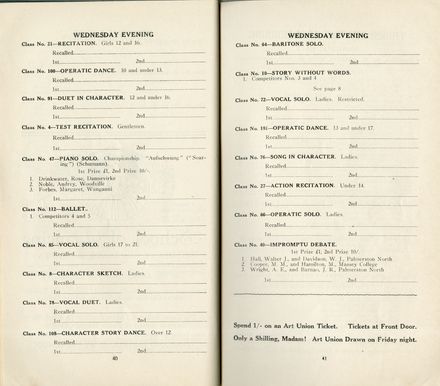 WEDNESDAY EVENING
Class No. 21—RECITATION. Girls 12 and 16.
Recalled
1st 2nd
Class No. 100—OPERATIC DANCE. 10 and under 13.
Recalled
1st 2nd
Class No. 91—DUET IN CHARACTER. 12 and under 16.
Recalled
1st 2nd
Class No. 4—TEST RECITATION. Gentlemen.
Recalled
1st 2nd
Class No. 47—PIANO SOLO. Championship. "Aufschwung" ("Soar-
ing") (Schumann).
1st Prize £1, 2nd Prize 10/-
1. Drinkwater, Rose, Dannevirke
2. Noble, Audrey, Woodville
3. Forbes, Margaret, Wanganui
1st 2nd
Class No. 112—BALLET.
1. Competitors 4 and 5
1st 2nd
Class No. 85—VOCAL SOLO. Girls 17 to 21.
Recalled
1st 2nd
Class No. 8—CHARACTER SKETCH. Ladies.
Recalled
1st 2nd
Class No. 78—VOCAL DUET. Ladies.
Recalled
1st 2nd
Class No. 108—CHARACTER STORY DANCE. Over 12.
Recalled
1st 2nd
40
WEDNESDAY EVENING
Class No. 64—BARITONE SOLO.
Recalled
1st 2nd
Class No. 10—STORY WITHOUT WORDS.
1. Competitors Nos. 3 and 4
See page 8
1st 2nd
Class No. 72—VOCAL SOLO. Ladies. Restricted.
Recalled
1st 2nd
Class No. 101—OPERATIC DANCE. 13 and under 17.
Recalled
1st 2nd
Class No. 76—SONG IN CHARACTER. Ladies.
Recalled
1st 2nd
Class No. 27—ACTION RECITATION. Under 14.
Recalled
1st 2nd
Class No. 66—OPERATIC SOLO. Ladies.
Recalled
1st 2nd
Class No. 40—IMPROMPTU DEBATE.
1st Prize £1, 2nd Prize 10/-
1. Hall, Walter J., and Davidson, W. J., Palmerston North
2. Cooper, M. M., and Hamilton, M., Massey College
3. Wright, A. E., and J. R., Palmerston North
1st 2nd
Spend 1/- on an Art Union Ticket. Tickets at Front Door.
Only a Shilling, Madam! Art Union Drawn on Friday night.
41